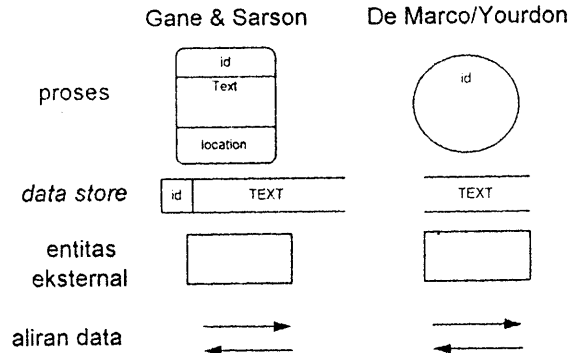 Gane & Sarson De Marco/Yourdon
proses
id
Text
location
id
data store
id TEXT
TEXT
entitas
eksternal
aliran data